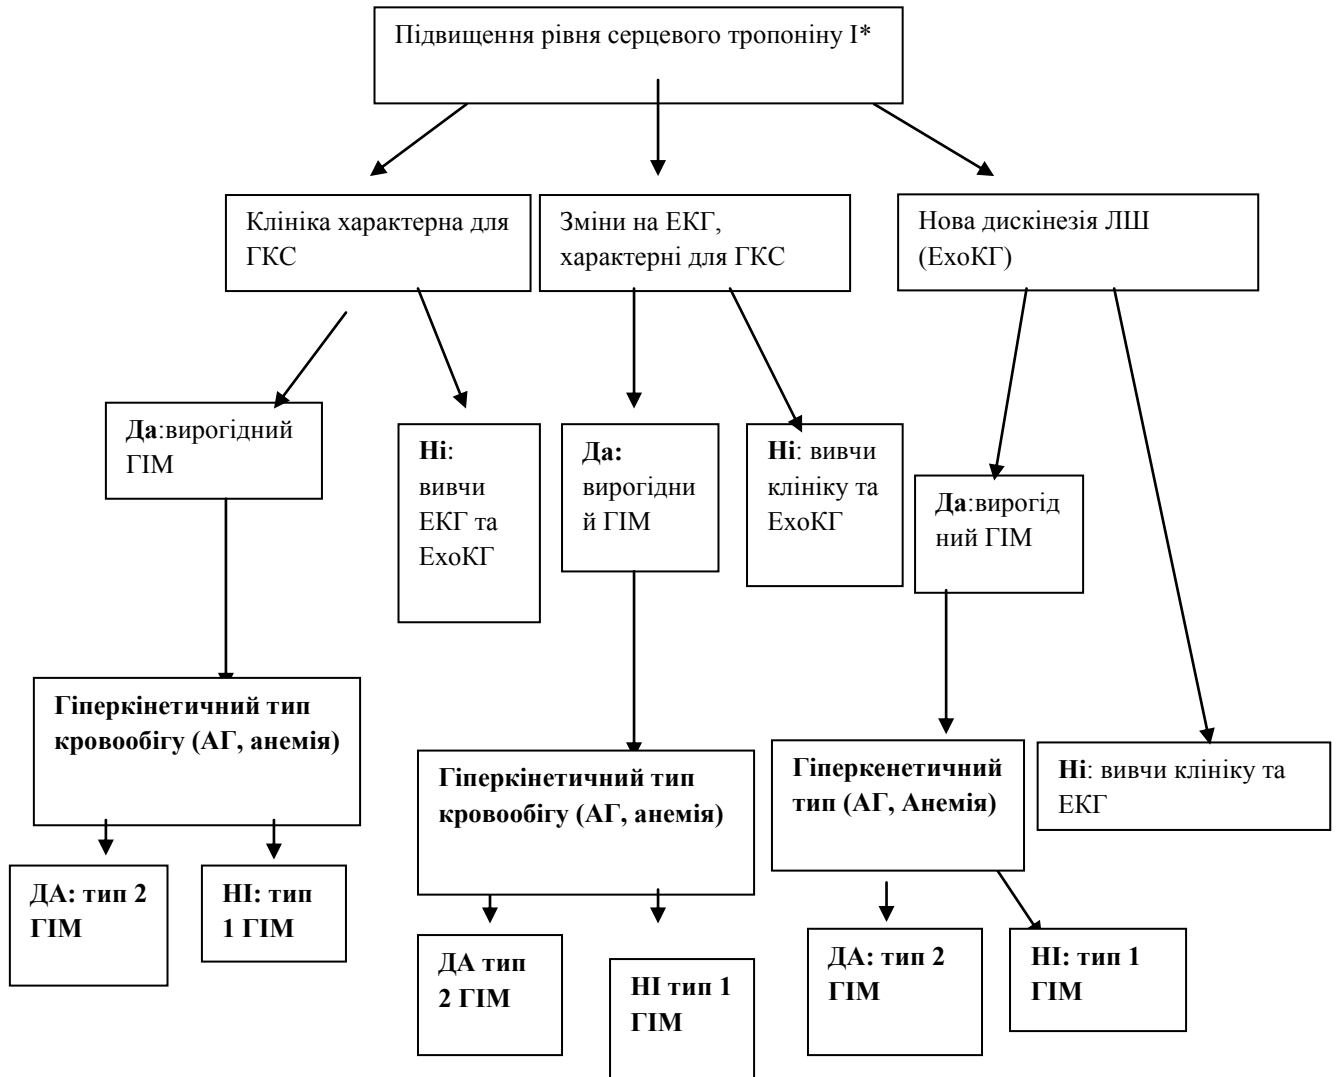 Підвищення рівня серцевого тропоніну I*
Клініка характерна для
ГКС
Зміни на ЕКГ,
характерні для ГКС
Нова дискінезія ЛШ
(ЕхоКГ)
Да:вирогідний
ГІМ
Ні:
вивчи
ЕКГ та
ЕхоКГ
Да:
вирогідни
й ГІМ
Ні: вивчи
клініку та
ЕхоКГ
Да:вирогід
ний ГІМ
Гіперкінетичний тип
кровообігу (АГ, анемія)
Гіперкінетичний тип
кровообігу (АГ, анемія)
Гіперкенетичний
тип (АГ, Анемія)
Ні: вивчи клініку та
ЕКГ
ДА: тип 2
ГІМ
НІ: тип
1 ГІМ
ДА тип
2 ГІМ
НІ тип 1
ГІМ
ДА: тип 2
ГІМ
НІ: тип 1
ГІМ